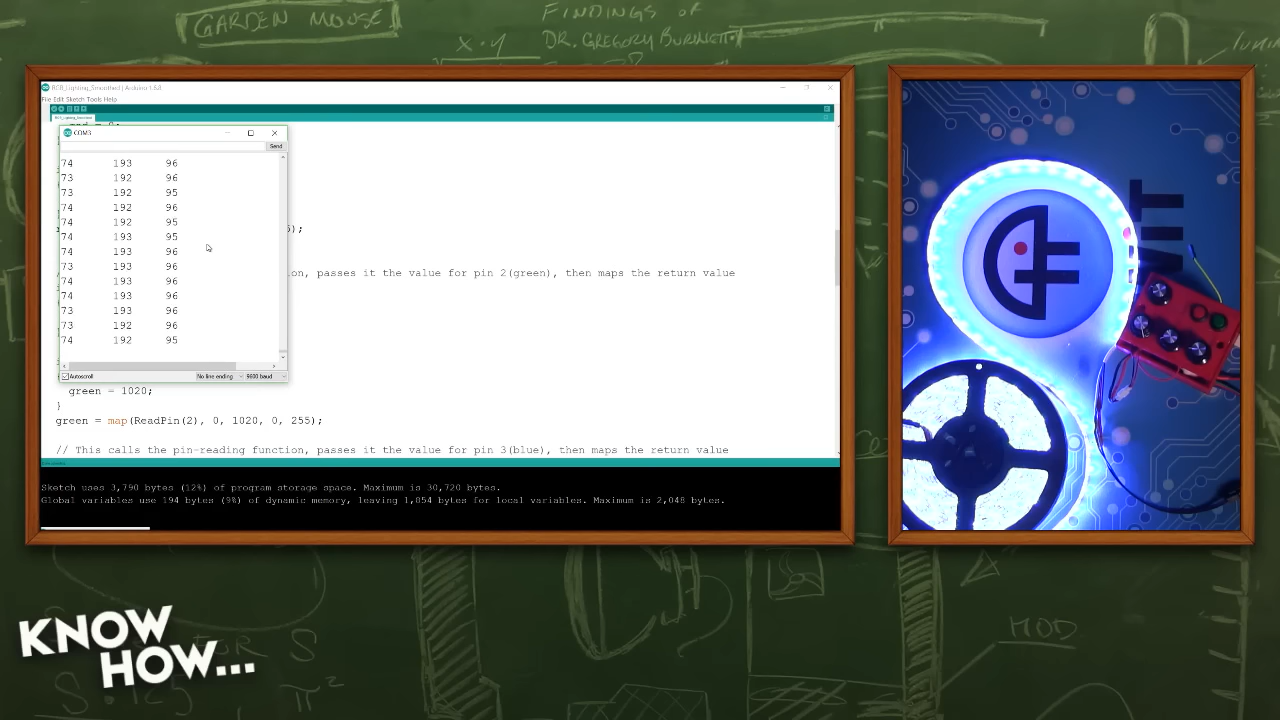 GARDEN MOUSE
FINDINGS OF
DR. GREGORY BURNETT
X·Y
RGB_Lighting_Smoothed | Arduino 1.6.8
File Edit Sketch Tools Help
COM3
Send
74 193 96
73 192 96
73 192 95
74 192 96
74 192 95
74 193 95
74 193 96
73 193 96
74 193 96
74 193 96
73 193 96
73 192 96
74 192 95
Autoscroll
No line ending
9600 baud
);
passes it the value for pin 2(green), then maps the return value
green = 1020;
}
green = map(ReadPin(2), 0, 1020, 0, 255);
// This calls the pin-reading function, passes it the value for pin 3(blue), then maps the return value
Sketch uses 3,790 bytes (12%) of program storage space. Maximum is 30,720 bytes.
Global variables use 194 bytes (9%) of dynamic memory, leaving 1,854 bytes for local variables. Maximum is 2,048 bytes.
KNOW
HOW...
MOD